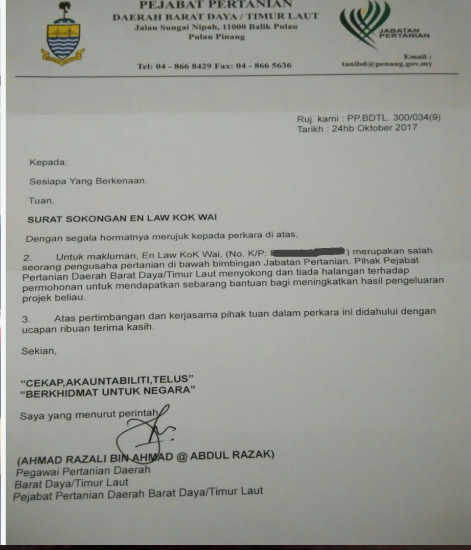 PEJABAT PERTANIAN
DAERAH BARAT DAYA/TIMUR LAUT
Jalan Sungai Nipah, 11000 Balik Pulau
Pulau Pinang
Tel: 04 - 866 8429 Fax: 04 - 866 5636
JABATAN
PERTANIAN
Email :
tanibd@penang.gov.my
Ruj. kami : PP.BDTL. 300/034(9)
Tarikh : 24hb Oktober 2017
Kepada:
Sesiapa Yang Berkenaan.
Tuan,
SURAT SOKONGAN EN LAW KOK WAI
Dengan segala hormatnya merujuk kepada perkara di atas.
2. Untuk makluman, En Law KoK Wai, (No. K/P: ) merupakan salah
seorang pengusaha pertanian di bawah bimbingan Jabatan Pertanian. Pihak Pejabat
Pertanian Daerah Barat Daya/Timur Laut menyokong dan tiada halangan terhadap
permohonan untuk mendapatkan sebarang bantuan bagi meningkatkan hasil pengeluaran
projek beliau.
3. Atas pertimbangan dan kerjasama pihak tuan dalam perkara ini didahului dengan
ucapan ribuan terima kasih.
Sekian,
"CEKAP,AKAUNTABILITI,TELUS"
"BERKHIDMAT UNTUK NEGARA"
Saya yang menurut perintah,
(AHMAD RAZALI BIN AHMAD @ ABDUL RAZAK)
Pegawai Pertanian Daerah
Barat Daya/Timur Laut
Pejabat Pertanian Daerah Barat Daya/Timur Laut